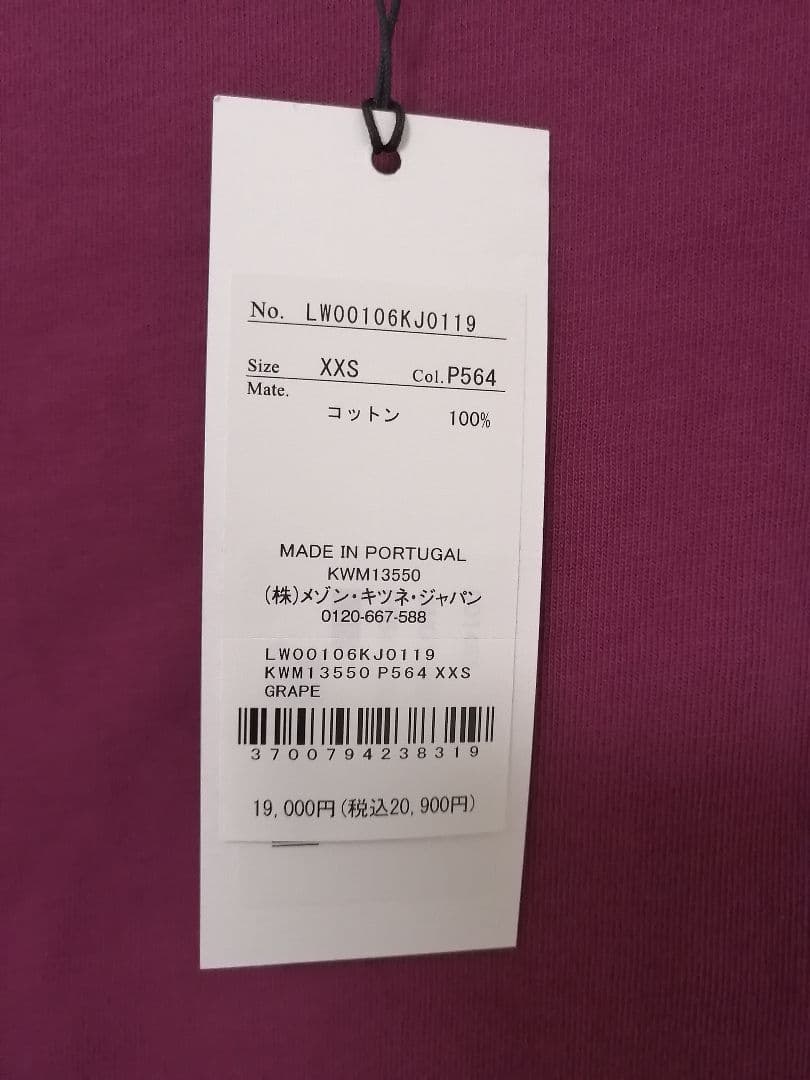 No. LW00106KJ0119
Size XXS Col. P564
Mate.
コットン 100%
MADE IN PORTUGAL
KWM13550
(株)メゾン・キツネ・ジャパン
0120-667-588
LW00106KJ0119
KWM13550 P564 XXS
GRAPE
3700794238319
19,000円(税込20,900円)